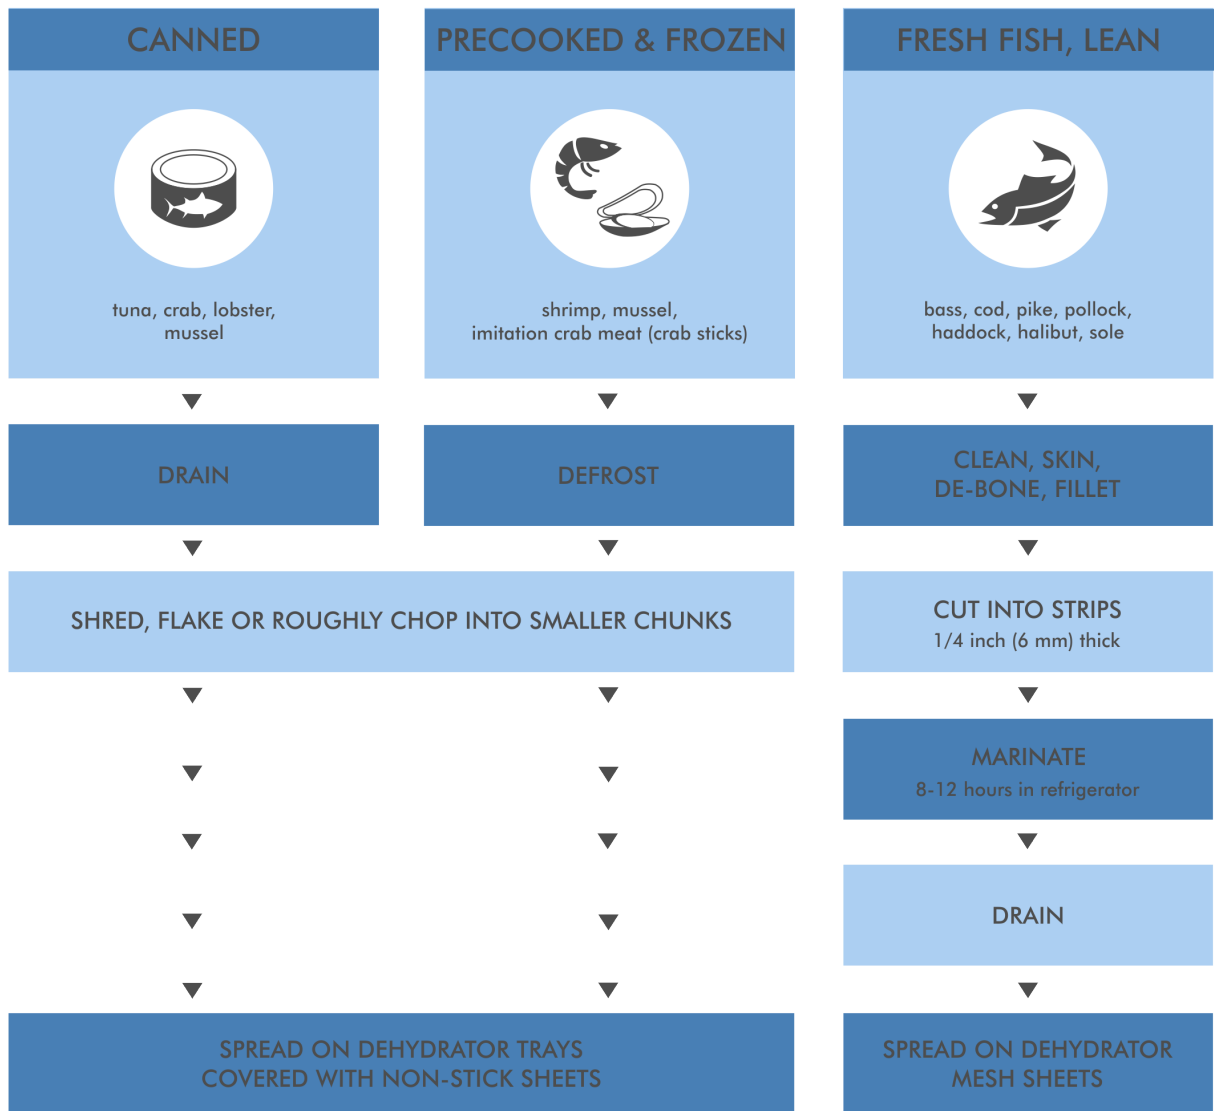 CANNED
tuna, crab, lobster,
mussel
DRAIN
PRECOOKED & FROZEN
shrimp, mussel,
imitation crab meat (crab sticks)
DEFROST
SHRED, FLAKE OR ROUGHLY CHOP INTO SMALLER CHUNKS
SPREAD ON DEHYDRATOR TRAYS
COVERED WITH NON-STICK SHEETS
FRESH FISH, LEAN
bass, cod, pike, pollock,
haddock, halibut, sole
CLEAN, SKIN,
DE-BONE, FILLET
CUT INTO STRIPS
1/4 inch (6 mm) thick
MARINATE
8-12 hours in refrigerator
DRAIN
SPREAD ON DEHYDRATOR
MESH SHEETS